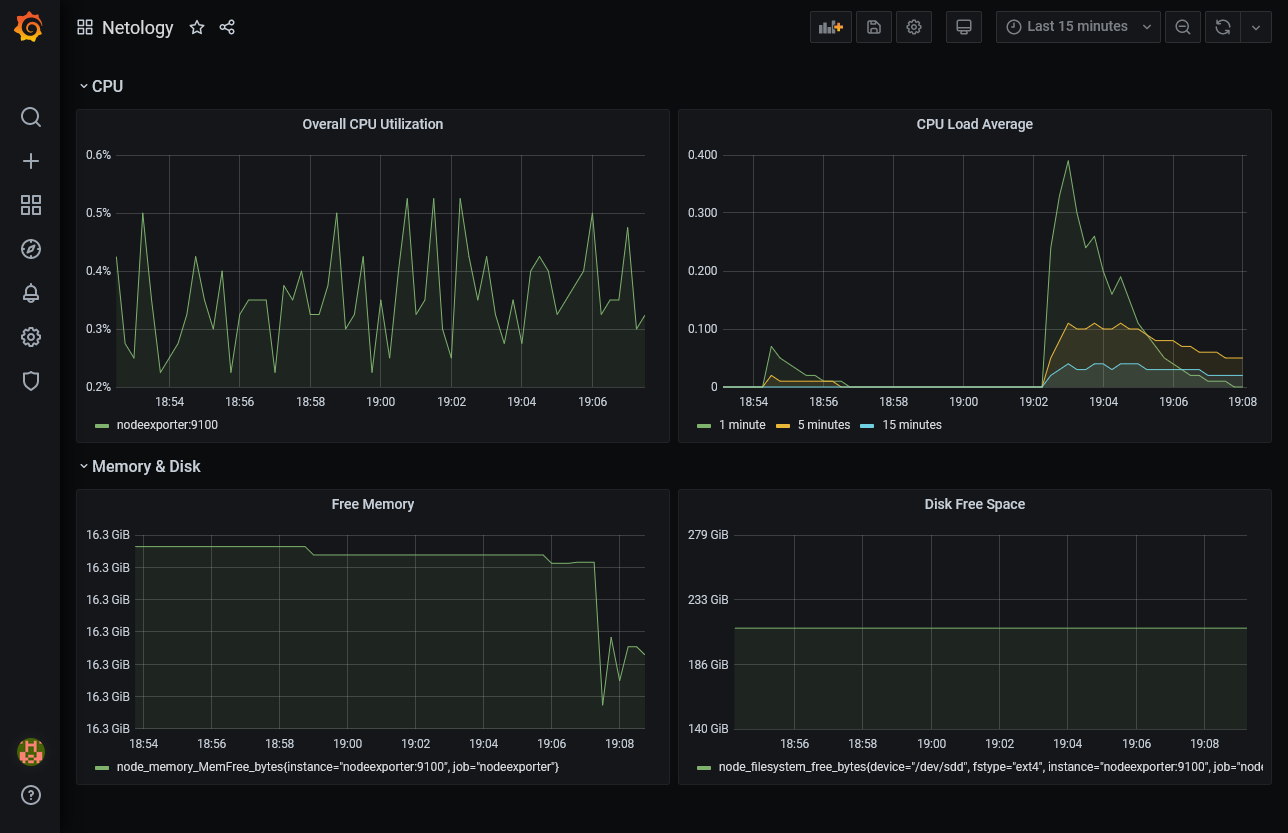 Netology
Last 15 minutes
CPU
Overall CPU Utilization
0.6%
0.5%
0.4%
0.3%
0.2%
18:54 18:56 18:58 19:00 19:02 19:04 19:06
nodeexporter:9100
CPU Load Average
0.400
0.300
0.200
0.100
0
18:54 18:56 18:58 19:00 19:02 19:04 19:06 19:08
1 minute 5 minutes 15 minutes
Memory & Disk
Free Memory
16.3 GiB
16.3 GiB
16.3 GiB
16.3 GiB
16.3 GiB
16.3 GiB
16.3 GiB
18:54 18:56 18:58 19:00 19:02 19:04 19:06 19:08
node_memory_MemFree_bytes{instance="nodeexporter:9100", job="nodeexporter"}
Disk Free Space
279 GiB
233 GiB
186 GiB
140 GiB
18:56 18:58 19:00 19:02 19:04 19:06 19:08
node_filesystem_free_bytes{device="/dev/sdd", fstype="ext4", instance="nodeexporter:9100", job="node